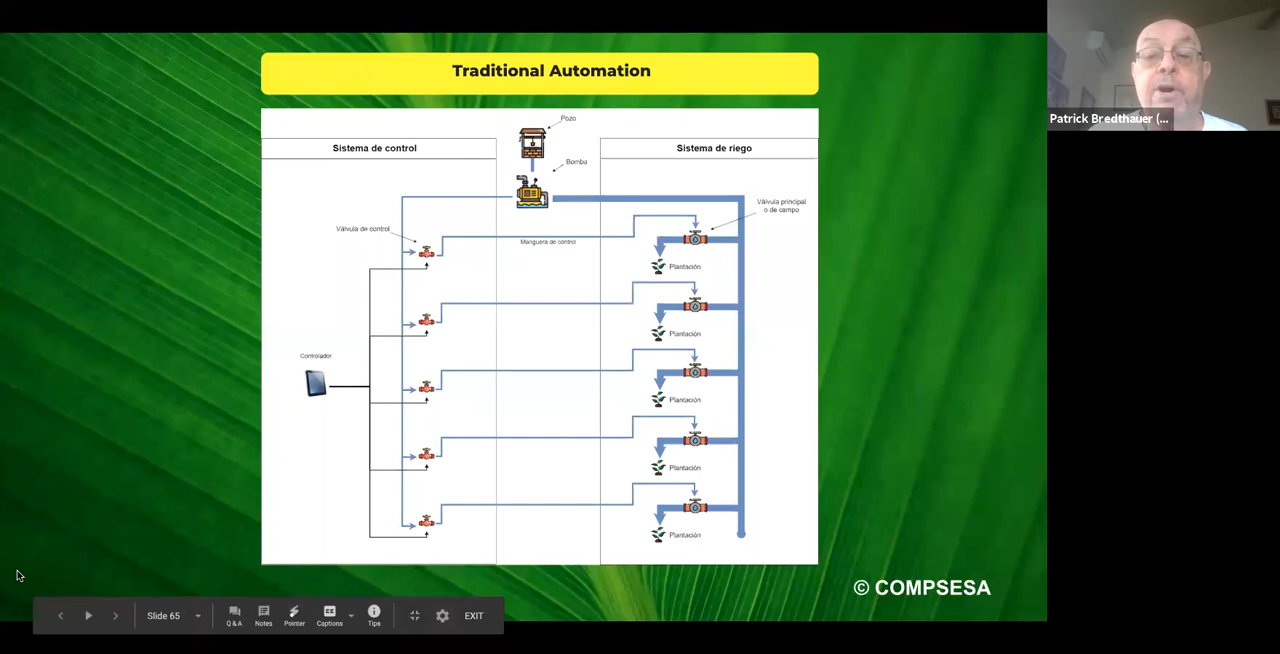 Traditional Automation
Pozo
Sistema de control
Sistema de riego
Bomba
Válvula principal
o de campo
Válvula de control
Manguera de control
Plantación
Plantación
Controlador
Plantación
Plantación
Plantación
© COMPSESA
Patrick Bredthauer (...
Slide 65
Q & A
Notes
Pointer
CC
Captions
Tips
EXIT